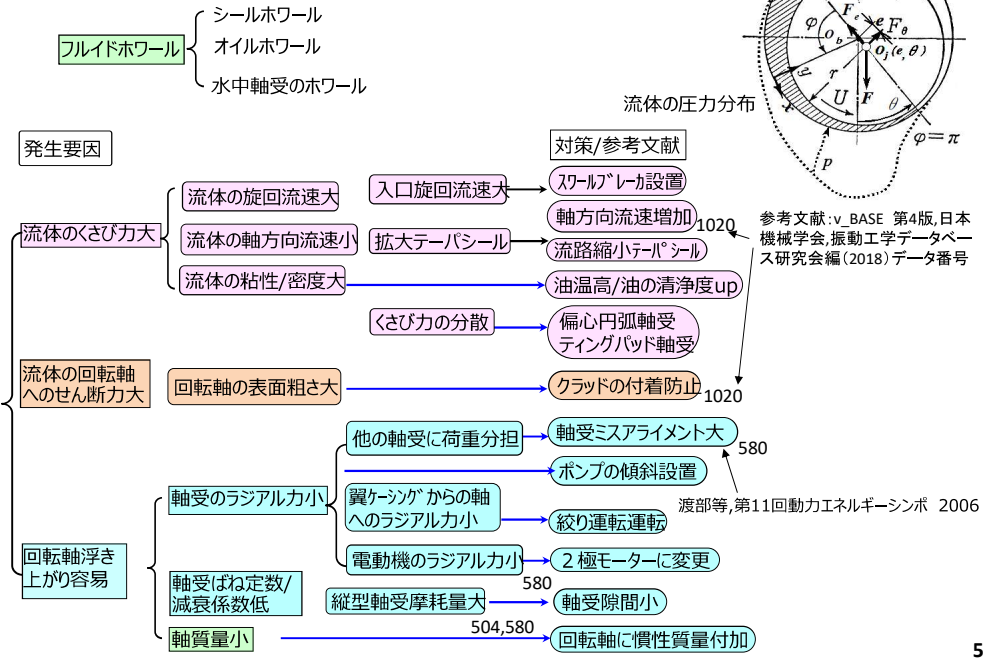 シールホワール
フルイドホワール
オイルホワール
水中軸受のホワール
流体の圧力分布
φ
O_b
e
F_θ
O_j(e, θ)
y
r
U
F
θ
φ=π
p
発生要因
対策/参考文献
流体のくさび力大
流体の旋回流速大
入口旋回流速大
スワールブレーカ設置
軸方向流速増加
1020
流体の軸方向流速小
拡大テーパシール
流路縮小テーパシール
流体の粘性/密度大
油温高/油の清浄度up
くさび力の分散
偏心円弧軸受
ティングパッド軸受
参考文献:v_BASE 第4版,日本
機械学会,振動工学データベー
ス研究会編(2018)データ番号
流体の回転軸
へのせん断力大
回転軸の表面粗さ大
クラッドの付着防止
1020
回転軸浮き
上がり容易
軸受のラジアル力小
他の軸受に荷重分担
軸受ミスアライメント大
580
ポンプの傾斜設置
渡部等,第11回動力エネルギーシンポ 2006
翼ケーシングからの軸
へのラジアル力小
絞り運転運転
電動機のラジアル力小
2極モーターに変更
軸受ばね定数/
減衰係数低
縦型軸受摩耗量大
580
軸受隙間小
軸質量小
504,580
回転軸に慣性質量付加
5